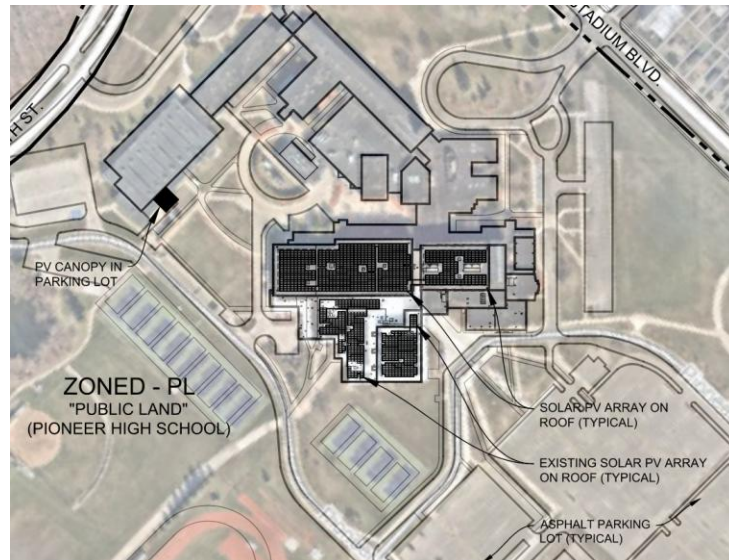 STADIUM BLVD.
H ST.
PV CANOPY IN
PARKING LOT
ZONED - PL
"PUBLIC LAND"
(PIONEER HIGH SCHOOL)
SOLAR PV ARRAY ON
ROOF (TYPICAL)
EXISTING SOLAR PV ARRAY
ON ROOF (TYPICAL)
ASPHALT PARKING
LOT (TYPICAL)